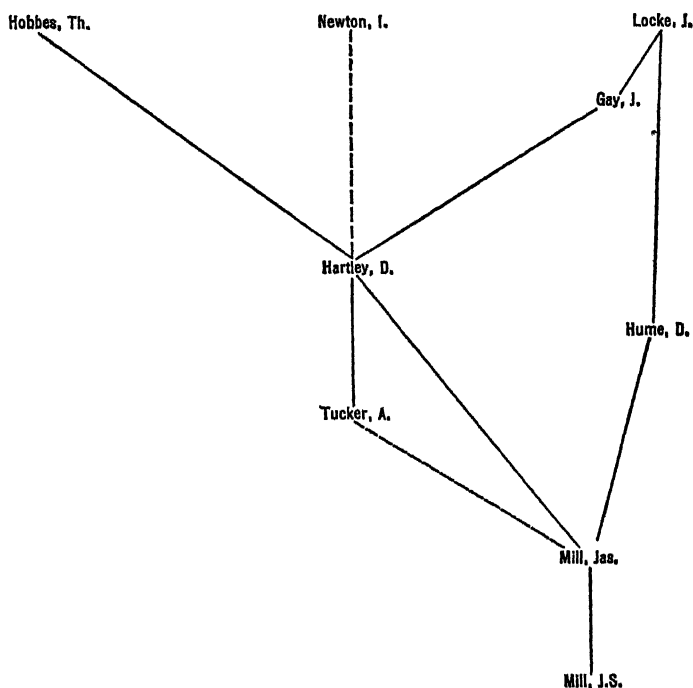 Hobbes, Th.
Newton, I.
Locke, J.
Gay, J.
Hartley, D.
Hume, D.
Tucker, A.
Mill, Jas.
Mill, J.S.